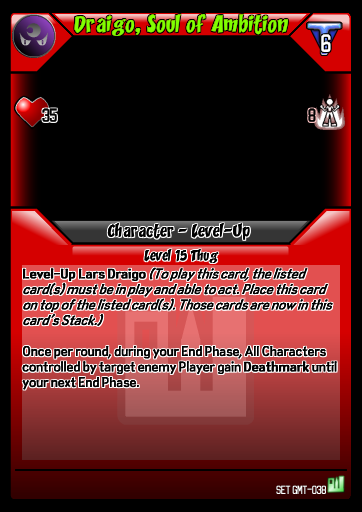 Draigo, Soul of Ambition
6
35
8
Character - Level-Up
Level 15 Thug
Level-Up Lars Draigo (To play this card, the listed
card(s) must be in play and able to act. Place this card
on top of the listed card(s). Those cards are now in this
card's Stack.)
Once per round, during your End Phase, All Characters
controlled by target enemy Player gain Deathmark until
your next End Phase.
SET GMT-038